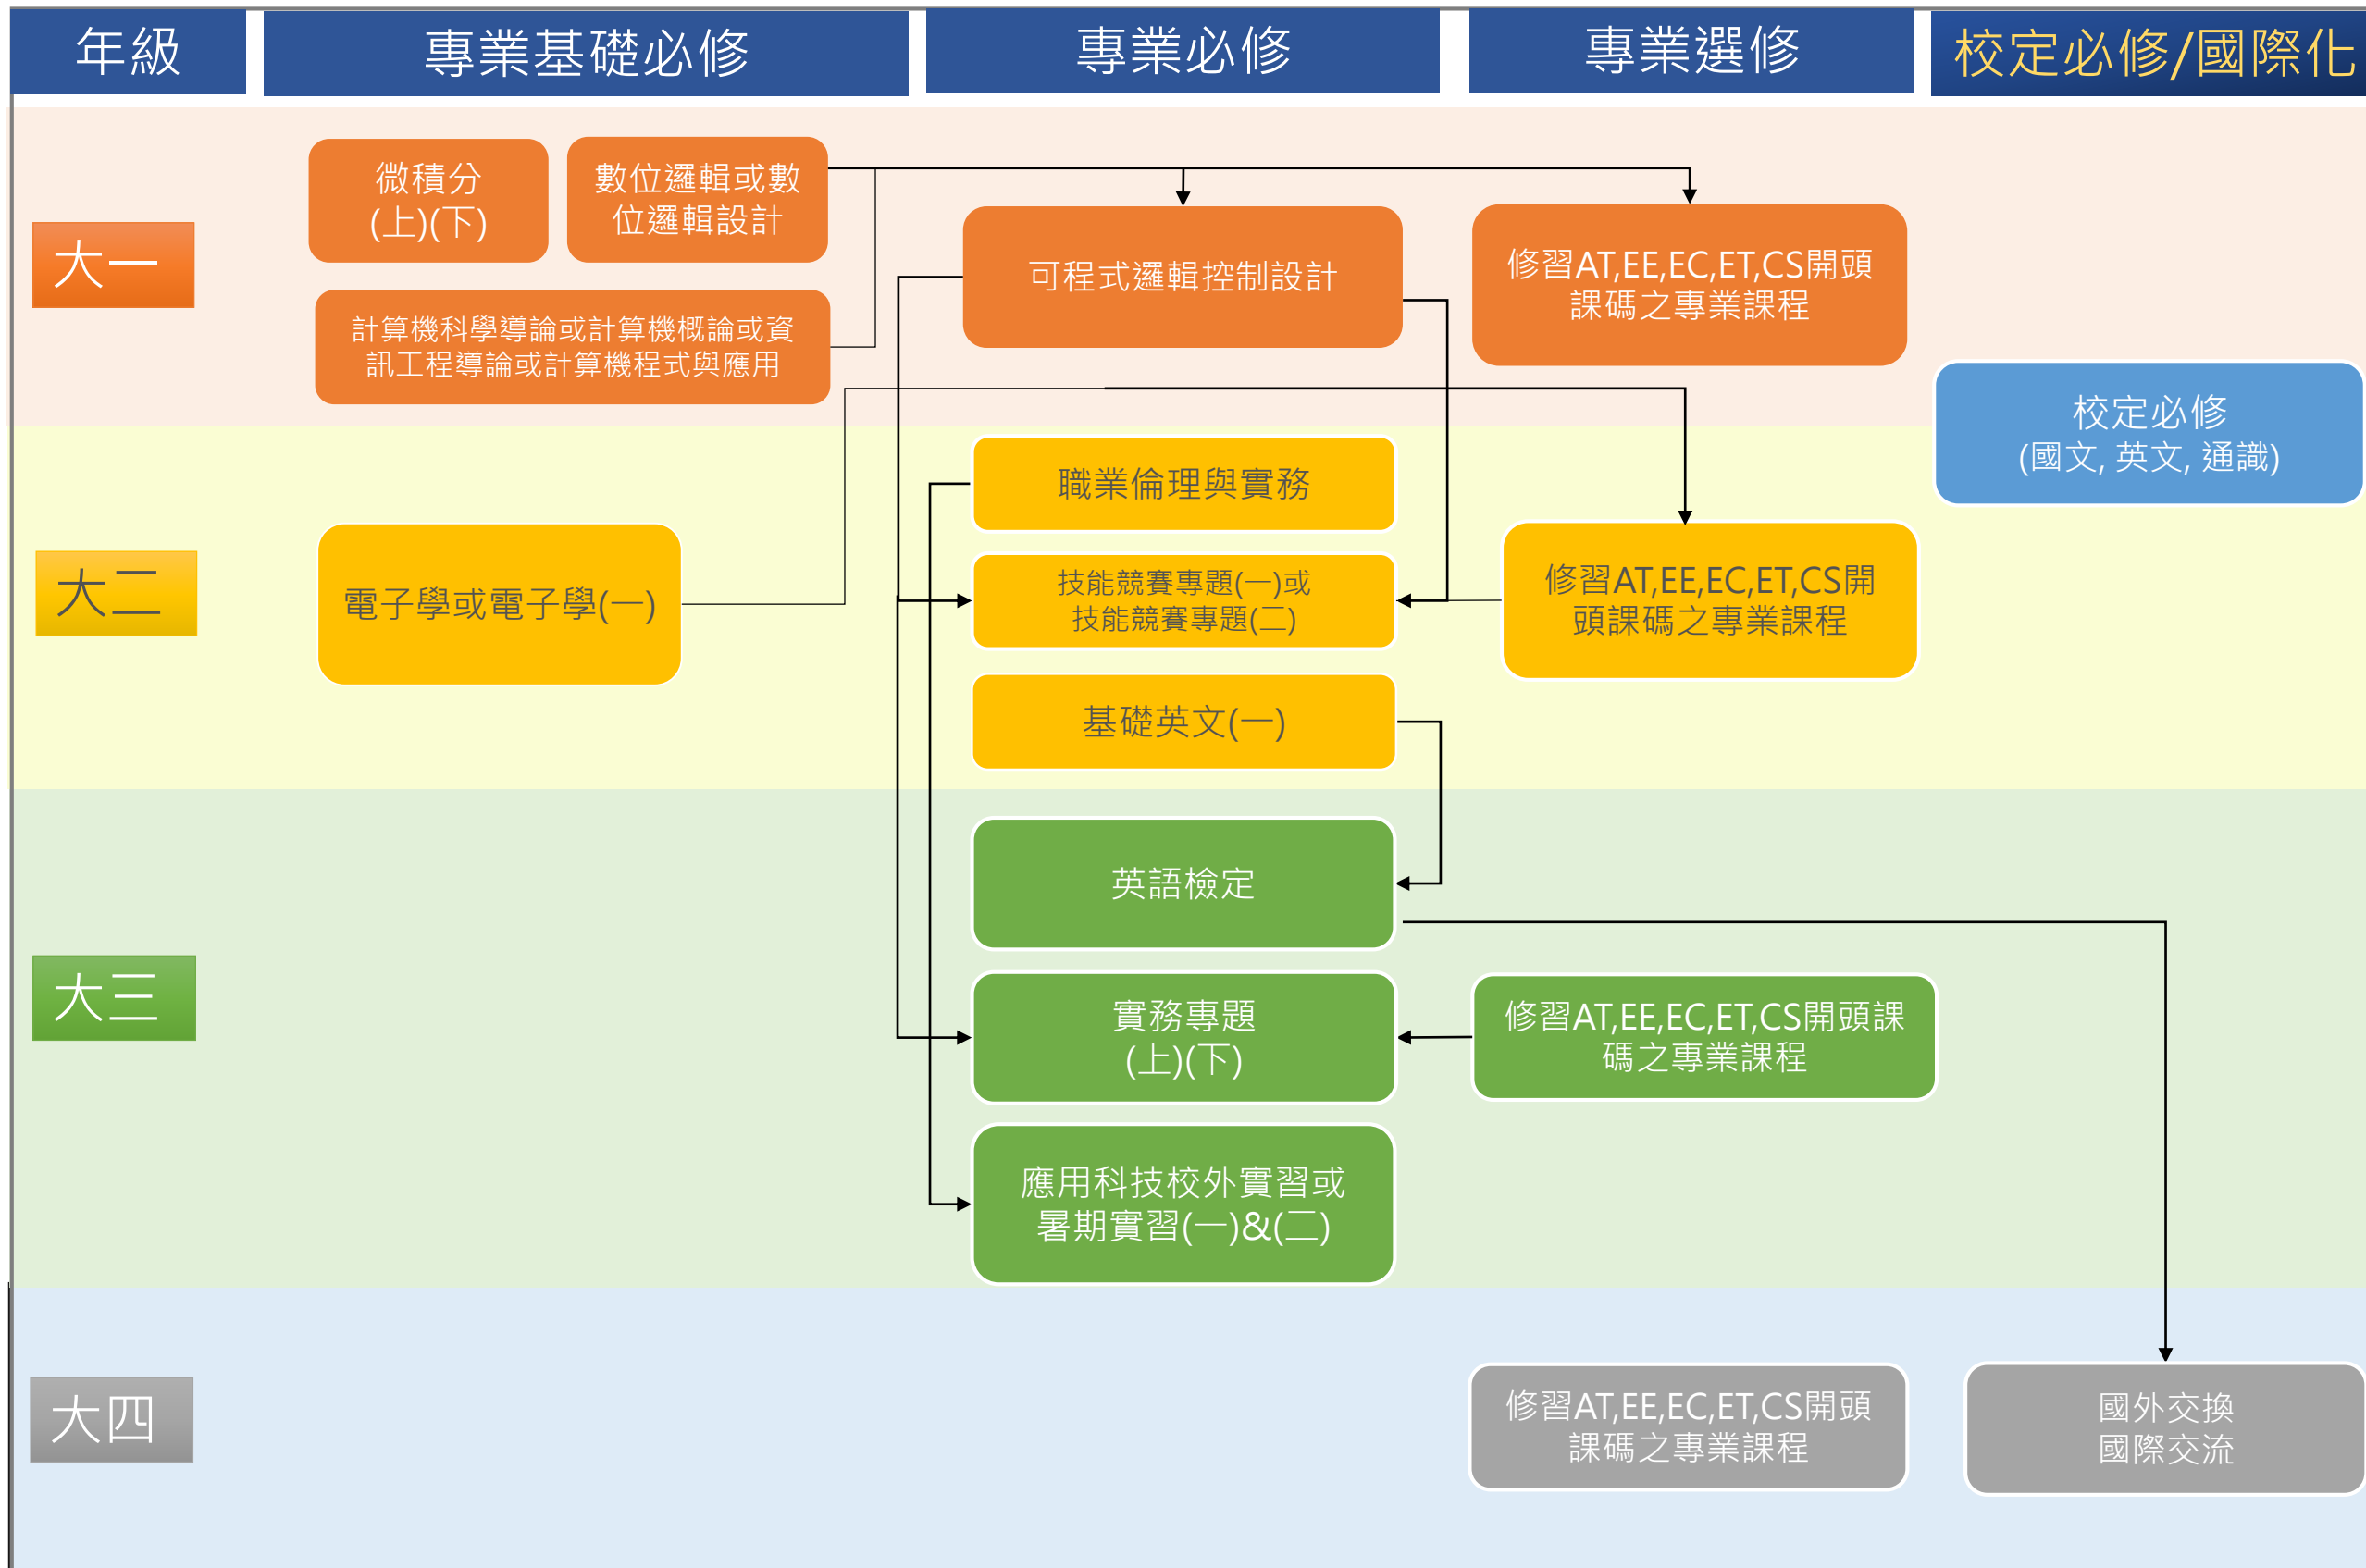 年級
專業基礎必修
專業必修
專業選修
校定必修/國際化
大一
微積分
(上)(下)
數位邏輯或數
位邏輯設計
計算機科學導論或計算機概論或資
訊工程導論或計算機程式與應用
可程式邏輯控制設計
修習AT,EE,EC,ET,CS開頭
課碼之專業課程
校定必修
(國文, 英文, 通識)
大二
電子學或電子學(一)
職業倫理與實務
技能競賽專題(一)或
技能競賽專題(二)
基礎英文(一)
修習AT,EE,EC,ET,CS開
頭課碼之專業課程
大三
英語檢定
實務專題
(上)(下)
應用科技校外實習或
暑期實習(一)&(二)
修習AT,EE,EC,ET,CS開頭課
碼之專業課程
大四
修習AT,EE,EC,ET,CS開頭
課碼之專業課程
國外交換
國際交流